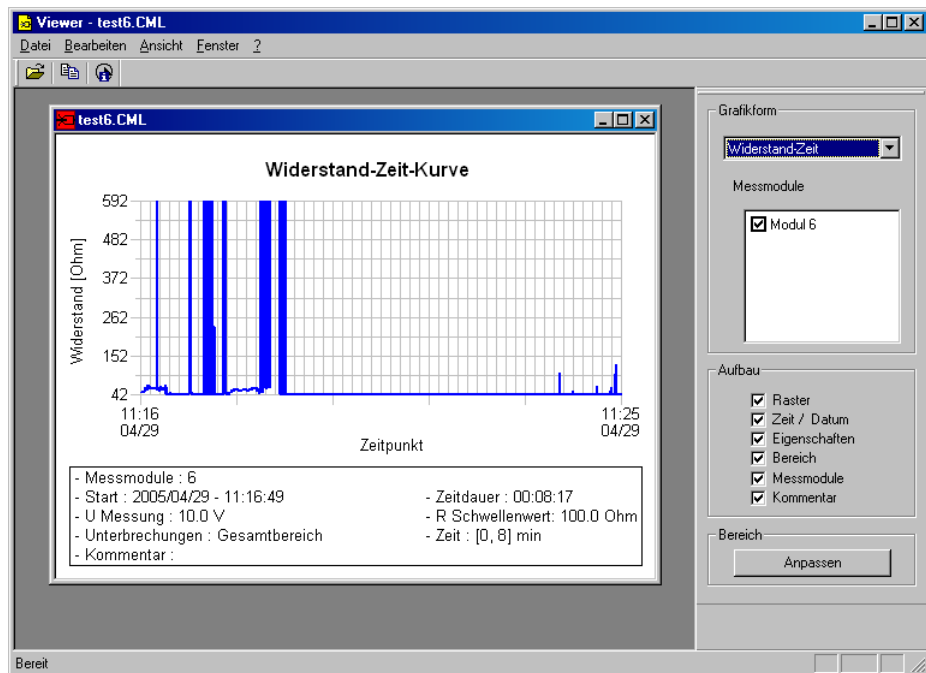 Viewer - test6.CML
Datei Bearbeiten Ansicht Fenster ?
test6.CML
Widerstand-Zeit-Kurve
592
482
372
262
152
42
Widerstand [Ohm]
11:16
04/29
11:25
04/29
Zeitpunkt
- Messmodule : 6
- Start : 2005/04/29 - 11:16:49
- Zeitdauer : 00:08:17
- U Messung : 10.0 V
- R Schwellenwert: 100.0 Ohm
- Unterbrechungen : Gesamtbereich
- Zeit : [0, 8] min
- Kommentar :
Grafikform
Widerstand-Zeit
Messmodule
Modul 6
Aufbau
Raster
Zeit / Datum
Eigenschaften
Bereich
Messmodule
Kommentar
Bereich
Anpassen
Bereit